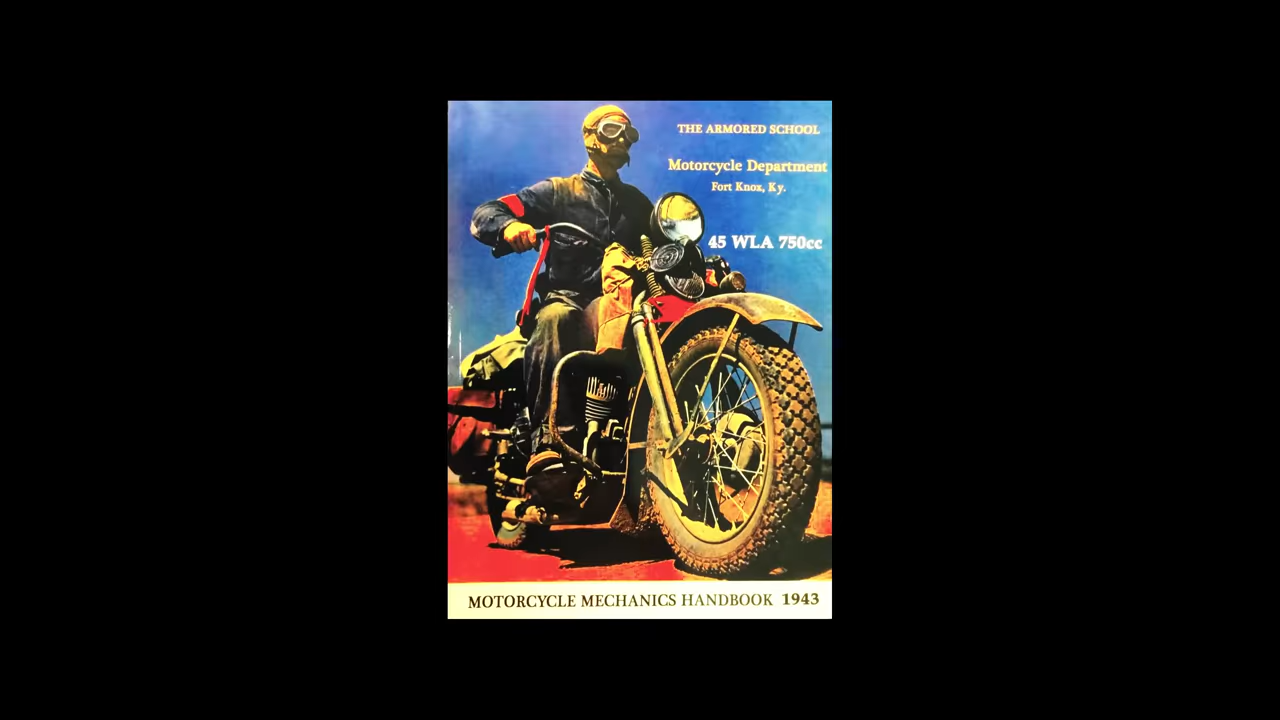 THE ARMORED SCHOOL
Motorcycle Department
Fort Knox, Ky.
45 WLA 750cc
MOTORCYCLE MECHANICS HANDBOOK 1943